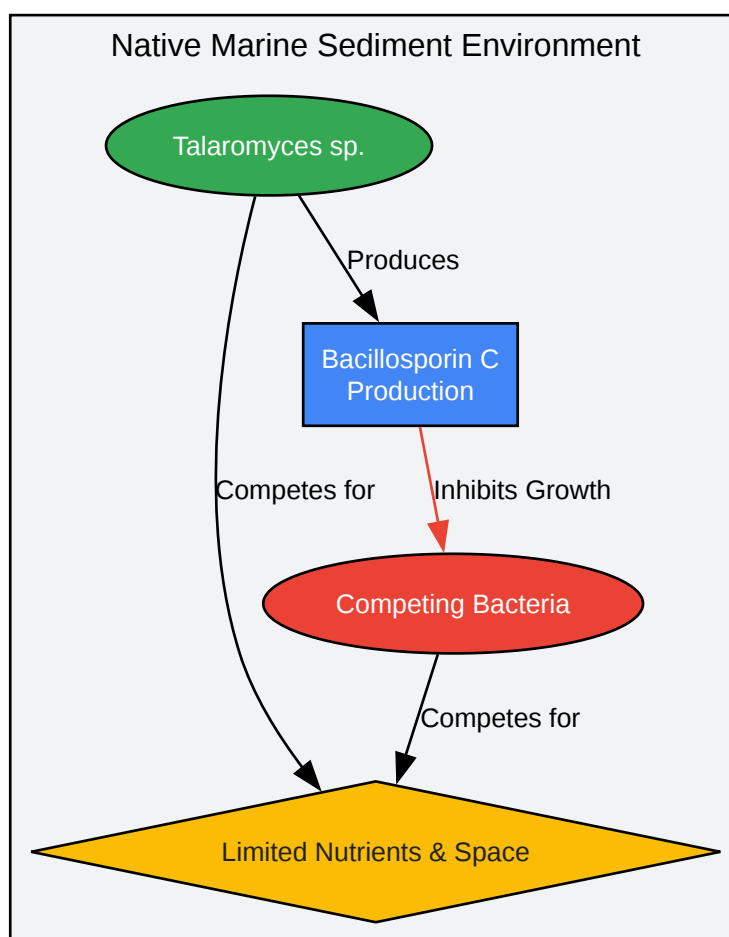 Native Marine Sediment Environment
Talaromyces sp.
Produces
Bacillosporin C
Production
Competes for
Inhibits Growth
Competing Bacteria
Competes for
Limited Nutrients & Space